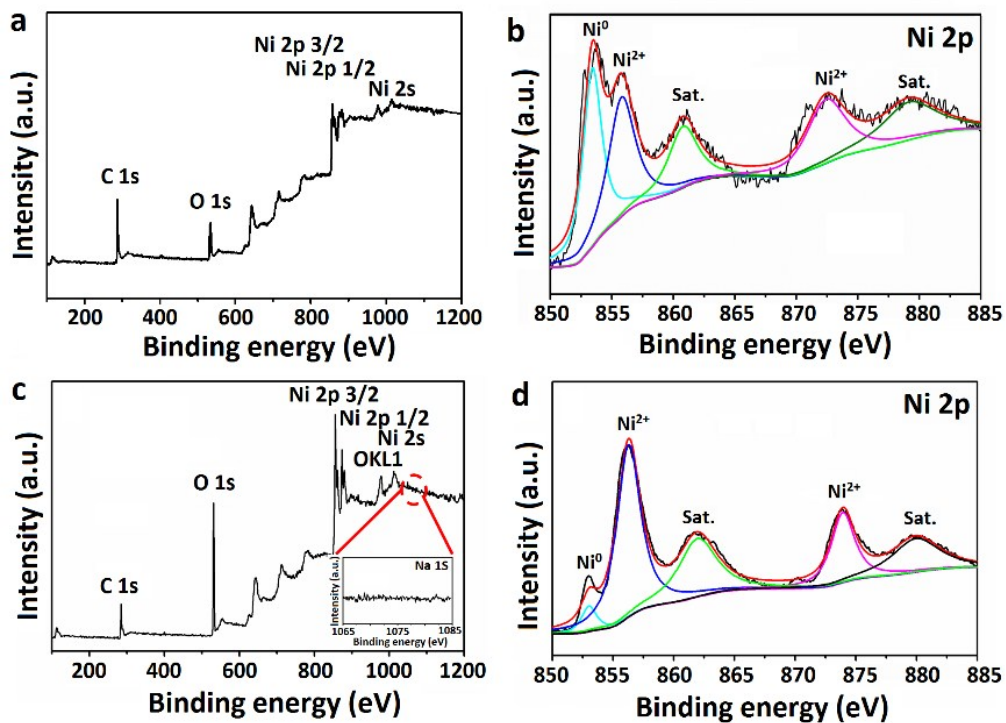 a
Ni 2p 3/2
Ni 2p 1/2
Ni 2s
C 1s
O 1s
Intensity (a.u.)
200 400 600 800 1000 1200
Binding energy (eV)
b
Ni 2p
Ni⁰
Ni²⁺
Sat.
Ni²⁺
Sat.
Intensity (a.u.)
850 855 860 865 870 875 880 885
Binding energy (eV)
c
Ni 2p 3/2
Ni 2p 1/2
Ni 2s
OKL1
O 1s
C 1s
Intensity (a.u.)
Na 1S
Intensity (a.u.)
1065 1075 1085
Binding energy (eV)
200 400 600 800 1000 1200
Binding energy (eV)
d
Ni 2p
Ni²⁺
Ni⁰
Sat.
Ni²⁺
Sat.
Intensity (a.u.)
850 855 860 865 870 875 880 885
Binding energy (eV)